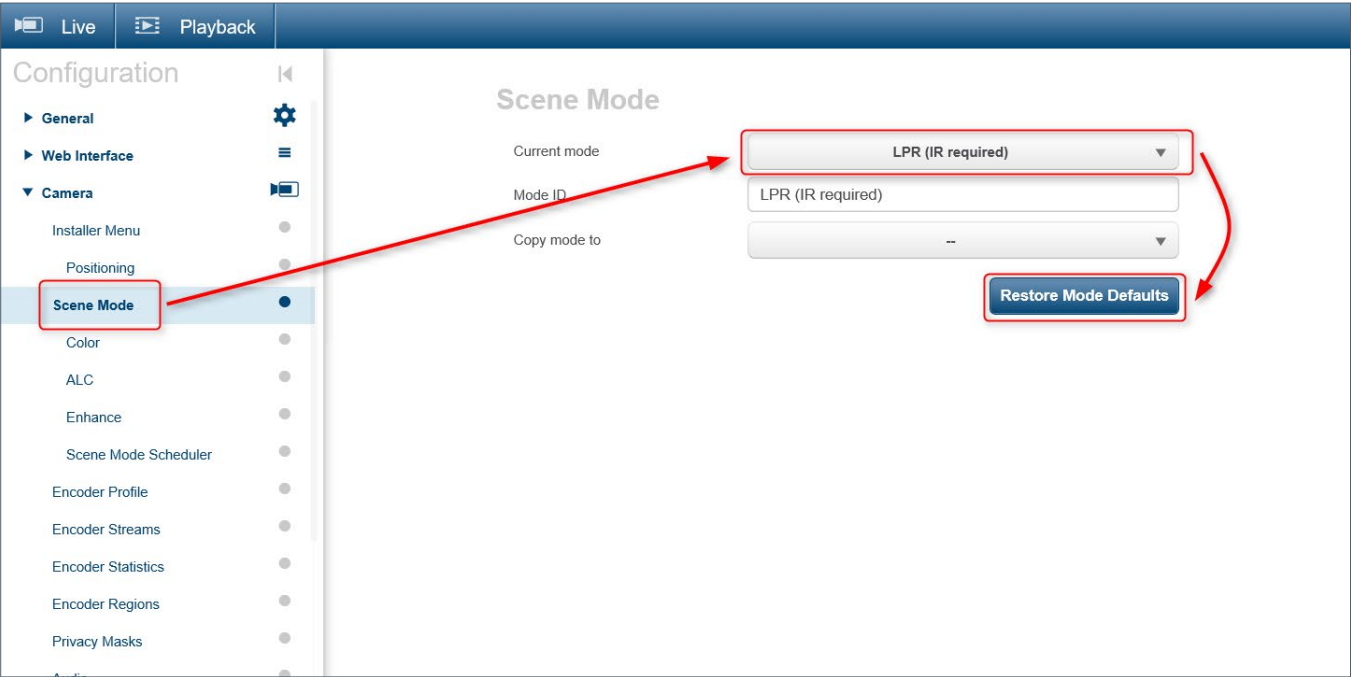 Live Playback
Configuration
General
Web Interface
Camera
Installer Menu
Positioning
Scene Mode
Color
ALC
Enhance
Scene Mode Scheduler
Encoder Profile
Encoder Streams
Encoder Statistics
Encoder Regions
Privacy Masks
Audio
Scene Mode
Current mode LPR (IR required)
Mode ID LPR (IR required)
Copy mode to --
Restore Mode Defaults